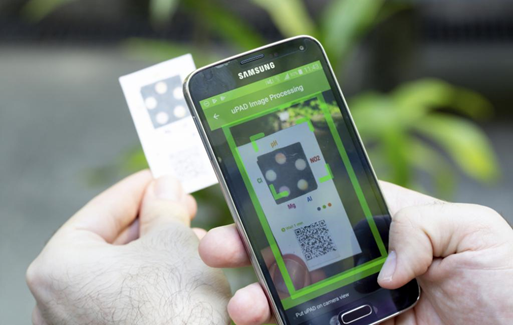 SAMSUNG
← uPAD Image Processing
pH
NO2
Cl
Mg
Al
Put uPAD on camera view